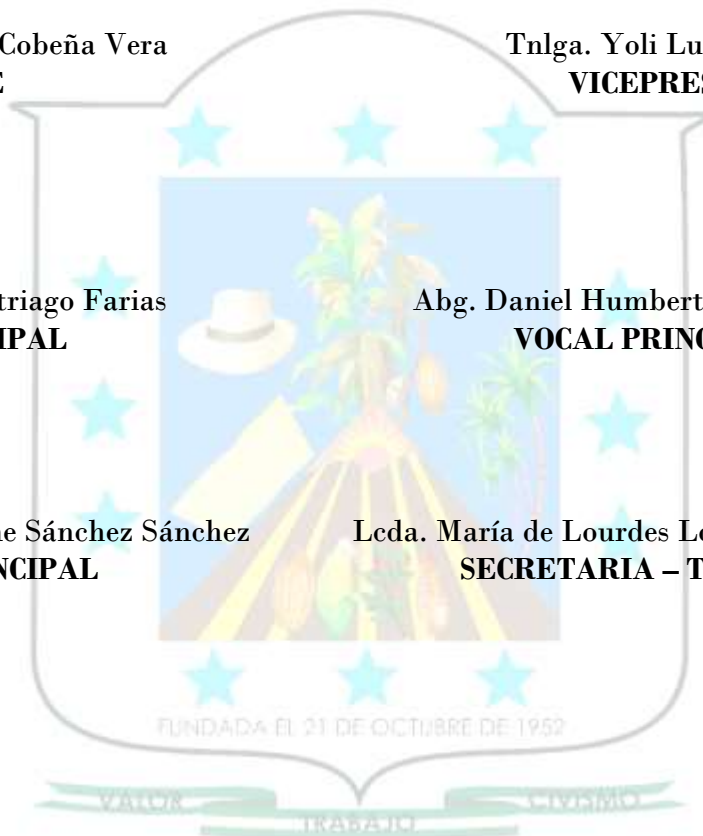 Cobeña Vera
Tnlga. Yoli Lu
E
VICEPRES
triago Farias
Abg. Daniel Humbert
IPAL
VOCAL PRINC
ne Sánchez Sánchez
Lcda. María de Lourdes Lo
NCIPAL
SECRETARIA – T
FUNDADA EL 21 DE OCTUBRE DE 1952
VALOR
TRABAJO
CIVISMO